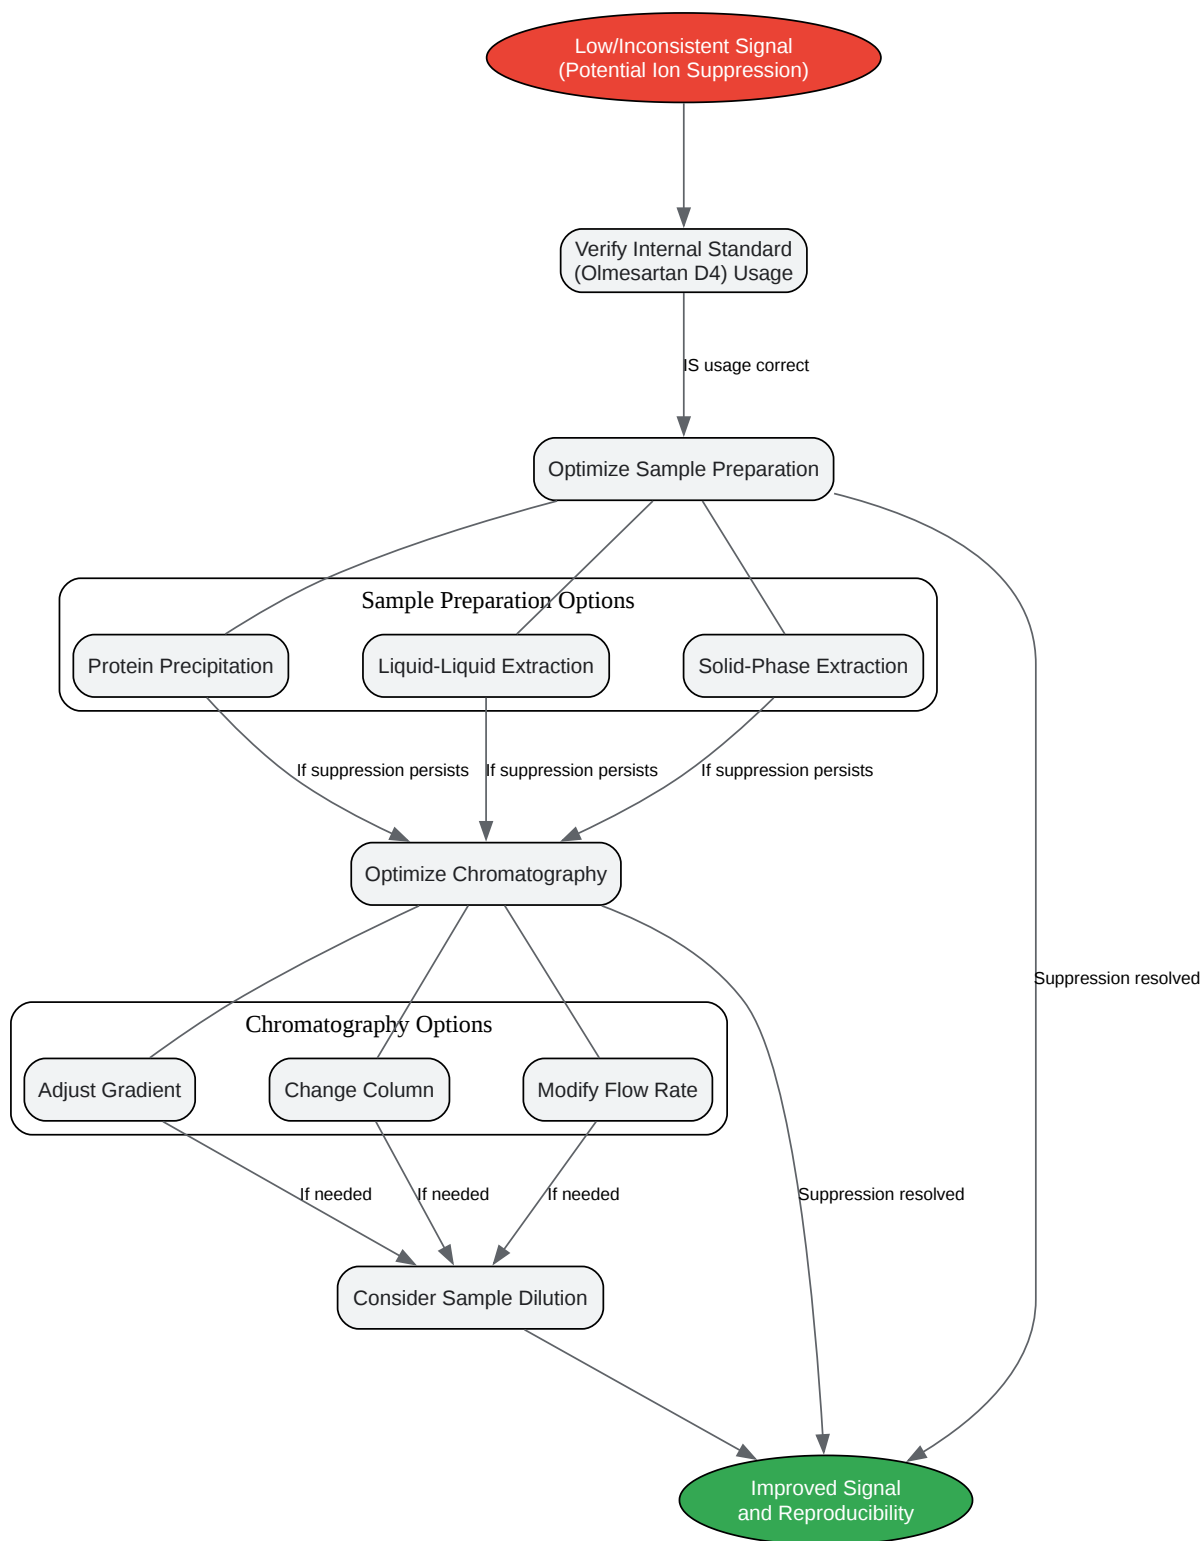 Low/Inconsistent Signal
(Potential Ion Suppression)
Verify Internal Standard
(Olmesartan D4) Usage
IS usage correct
Optimize Sample Preparation
Sample Preparation Options
Protein Precipitation
Liquid-Liquid Extraction
Solid-Phase Extraction
If suppression persists
If suppression persists
If suppression persists
Optimize Chromatography
Suppression resolved
Chromatography Options
Adjust Gradient
Change Column
Modify Flow Rate
If needed
If needed
If needed
Suppression resolved
Consider Sample Dilution
Improved Signal
and Reproducibility